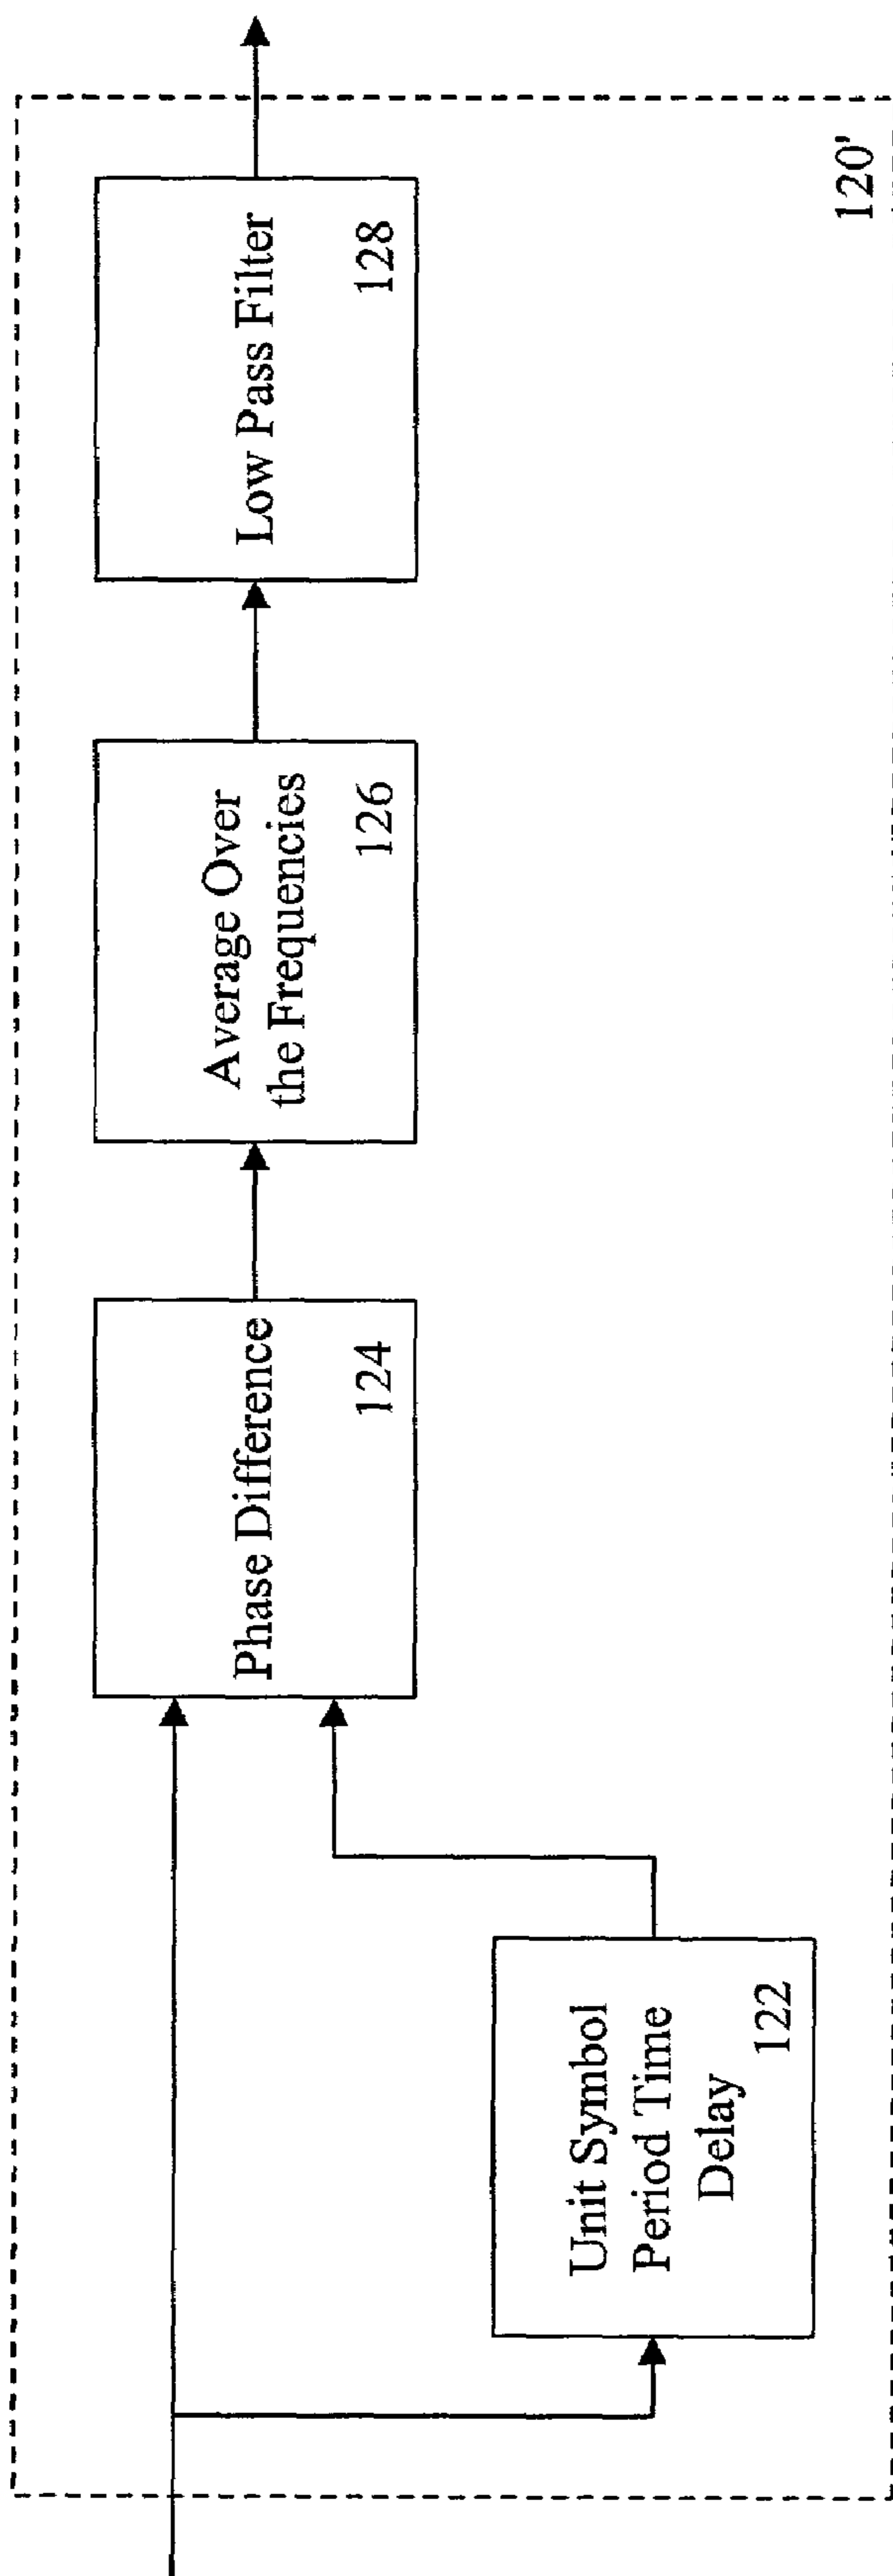 Unit Symbol
Period Time
Delay
122
Phase Difference
124
Average Over
the Frequencies
126
Low Pass Filter
128
120'